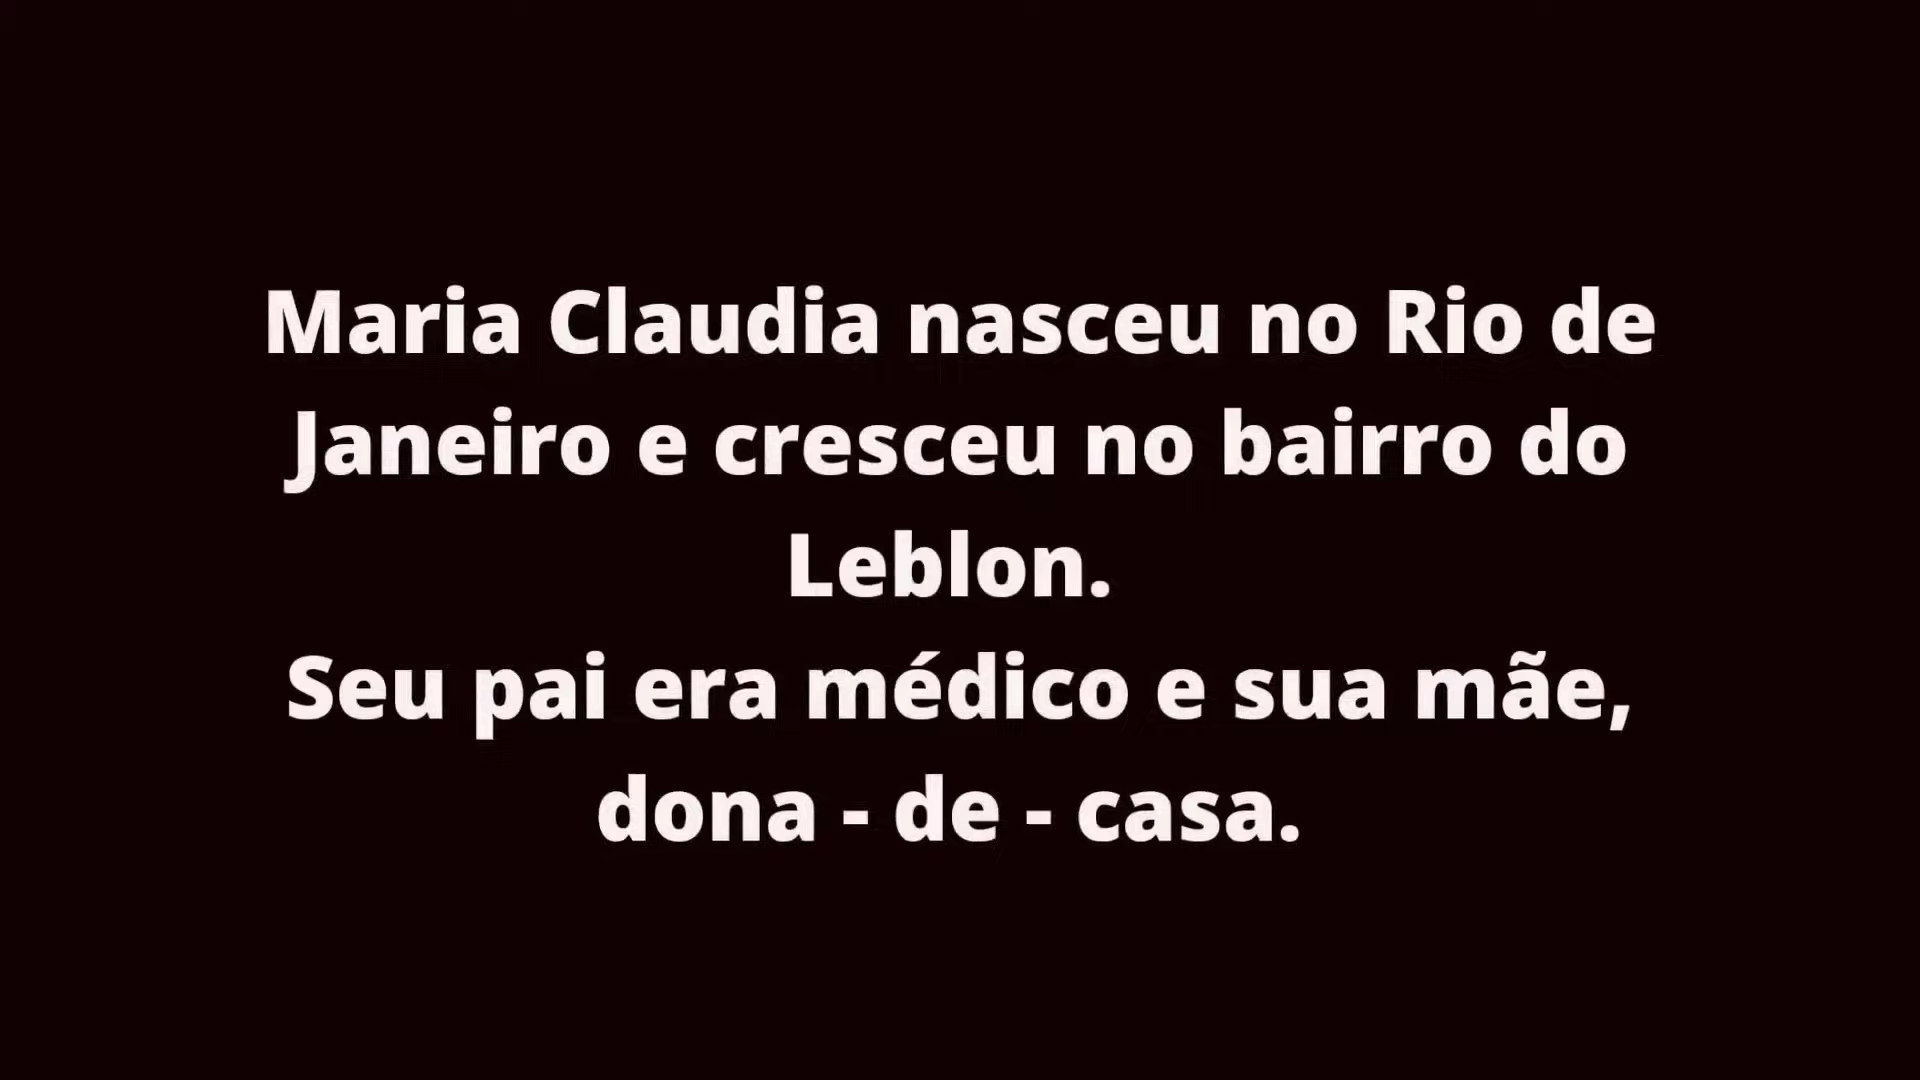 Maria Claudia nasceu no Rio de
Janeiro e cresceu no bairro do
Leblon.
Seu pai era médico e sua mãe,
dona - de - casa.